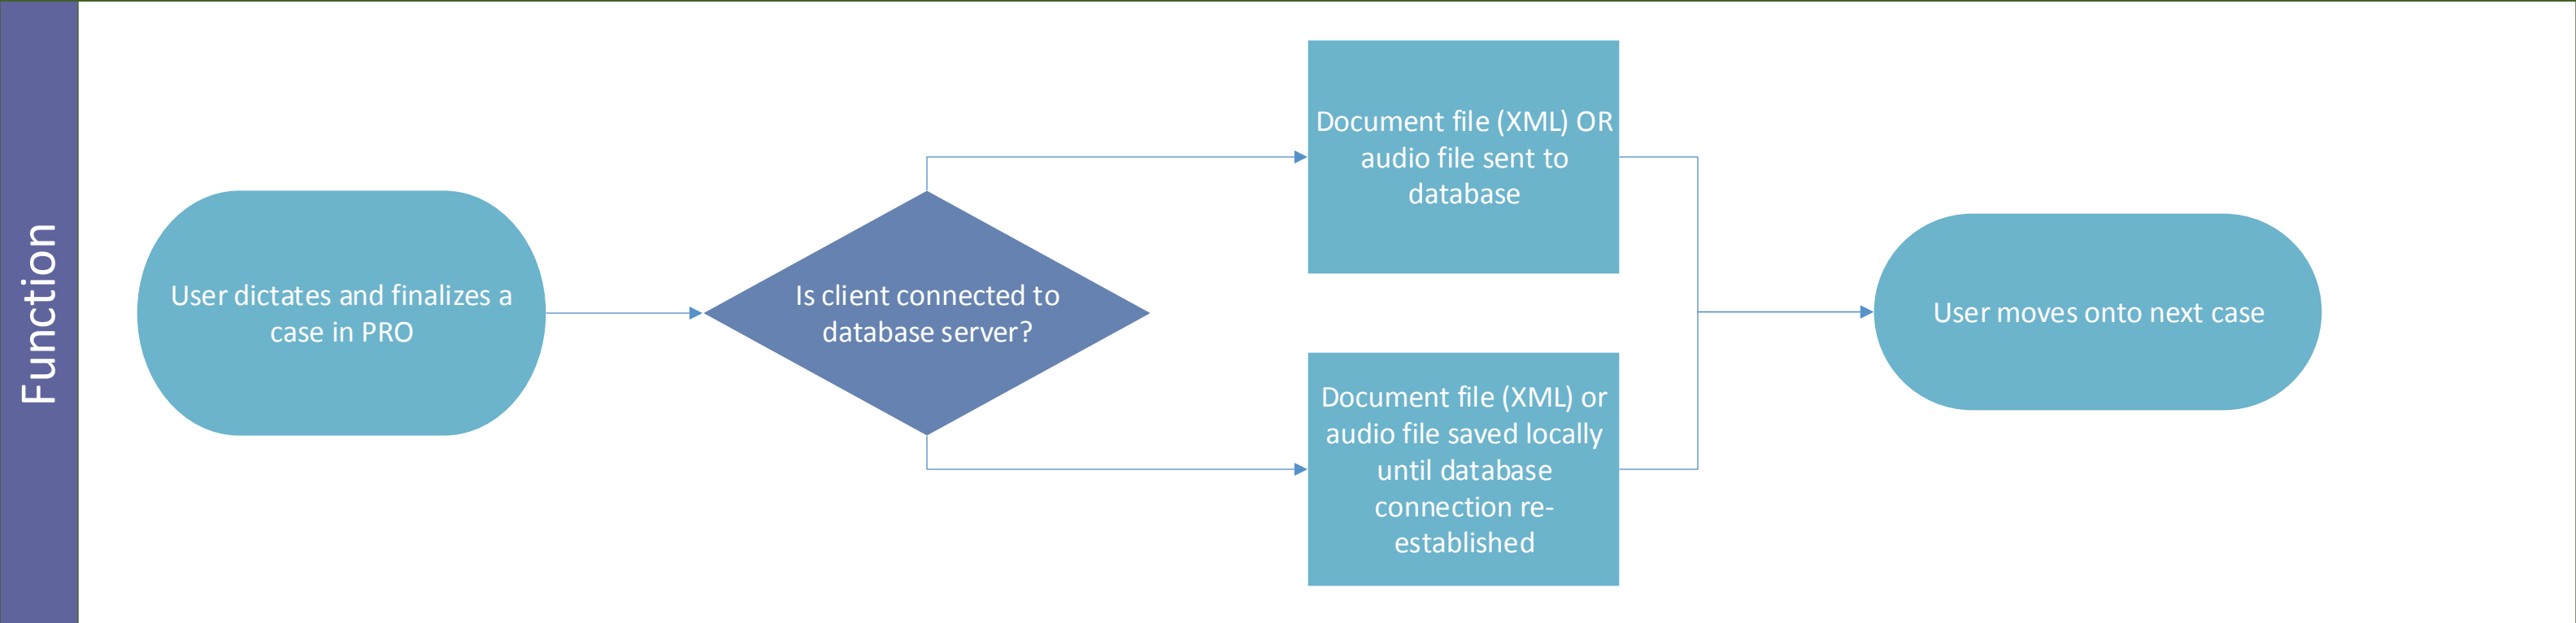 Function
User dictates and finalizes a
case in PRO
Is client connected to
database server?
Document file (XML) OR
audio file sent to
database
Document file (XML) or
audio file saved locally
until database
connection re-
established
User moves onto next case